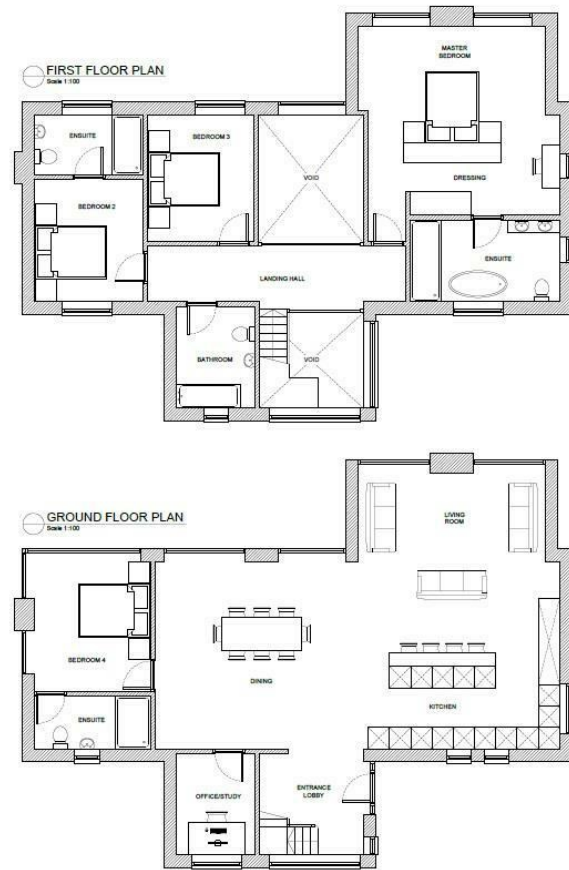 FIRST FLOOR PLAN
Scale 1:100
MASTER
BEDROOM
ENSUITE
BEDROOM 3
VOID
DRESSING
BEDROOM 2
ENSUITE
LANDING HALL
BATHROOM
VOID
GROUND FLOOR PLAN
Scale 1:100
LIVING
ROOM
BEDROOM 4
DINING
KITCHEN
ENSUITE
OFFICE/STUDY
ENTRANCE
LOBBY